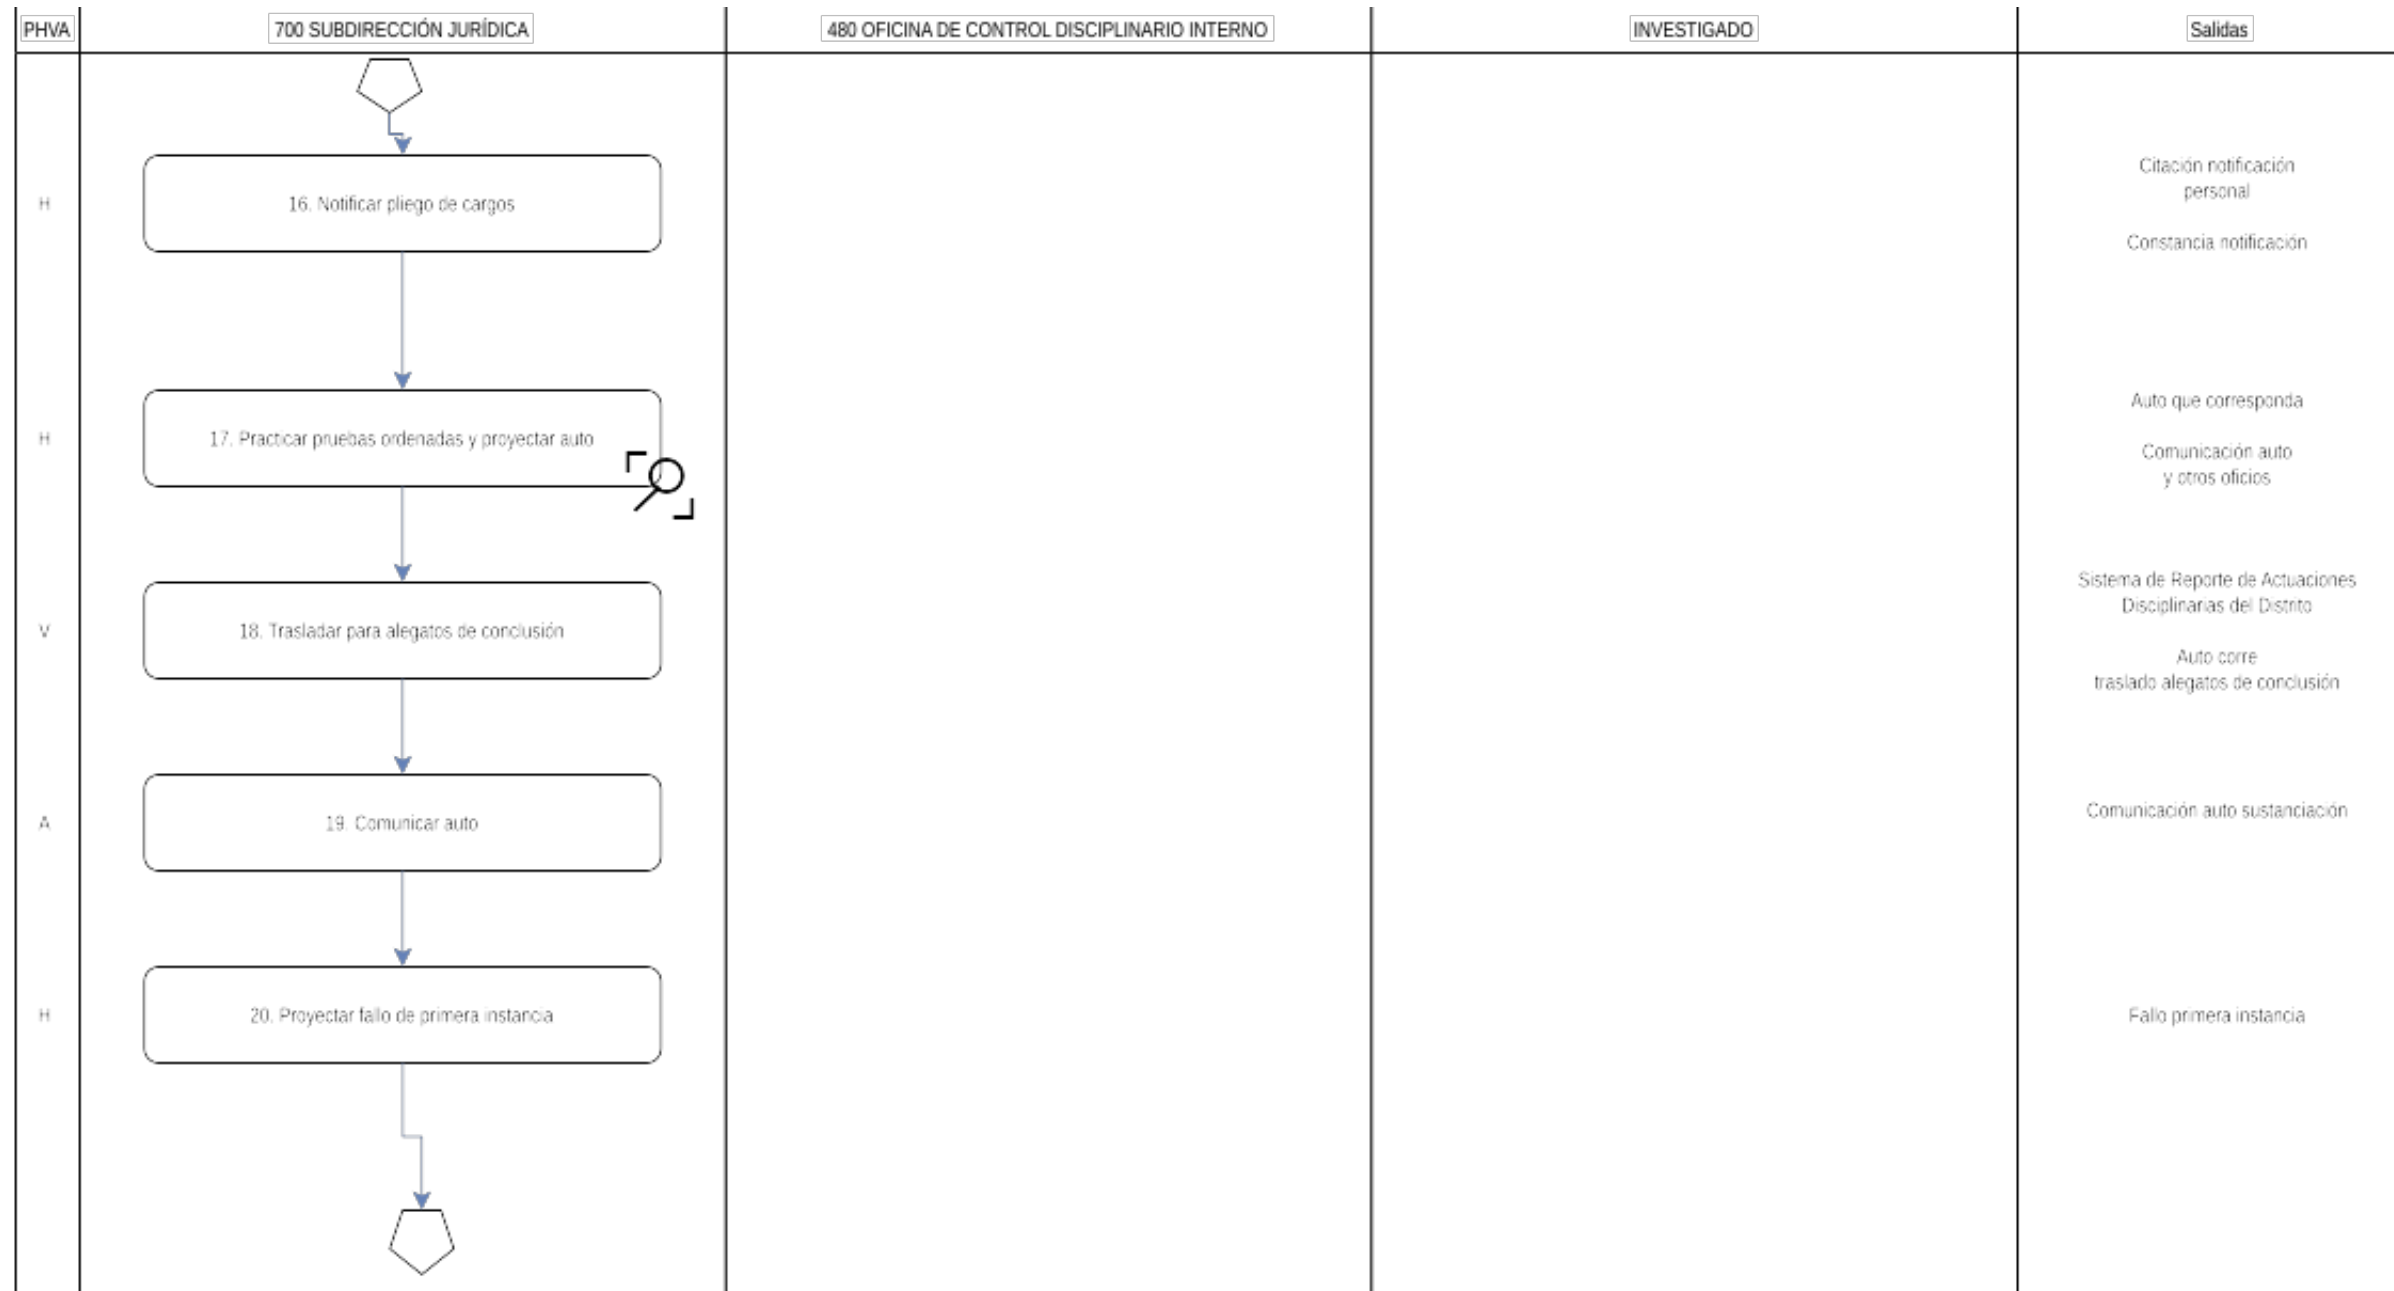 PHVA
700 SUBDIRECCIÓN JURÍDICA
480 OFICINA DE CONTROL DISCIPLINARIO INTERNO
INVESTIGADO
Salidas
H
16. Notificar pliego de cargos
Citación notificación
personal
Constancia notificación
H
17. Practicar pruebas ordenadas y proyectar auto
Auto que corresponda
Comunicación auto
y otros oficios
V
18. Trasladar para alegatos de conclusión
Sistema de Reporte de Actuaciones
Disciplinarias del Distrito
Auto corre
traslado alegatos de conclusión
A
19. Comunicar auto
Comunicación auto sustanciación
H
20. Proyectar fallo de primera instancia
Fallo primera instancia